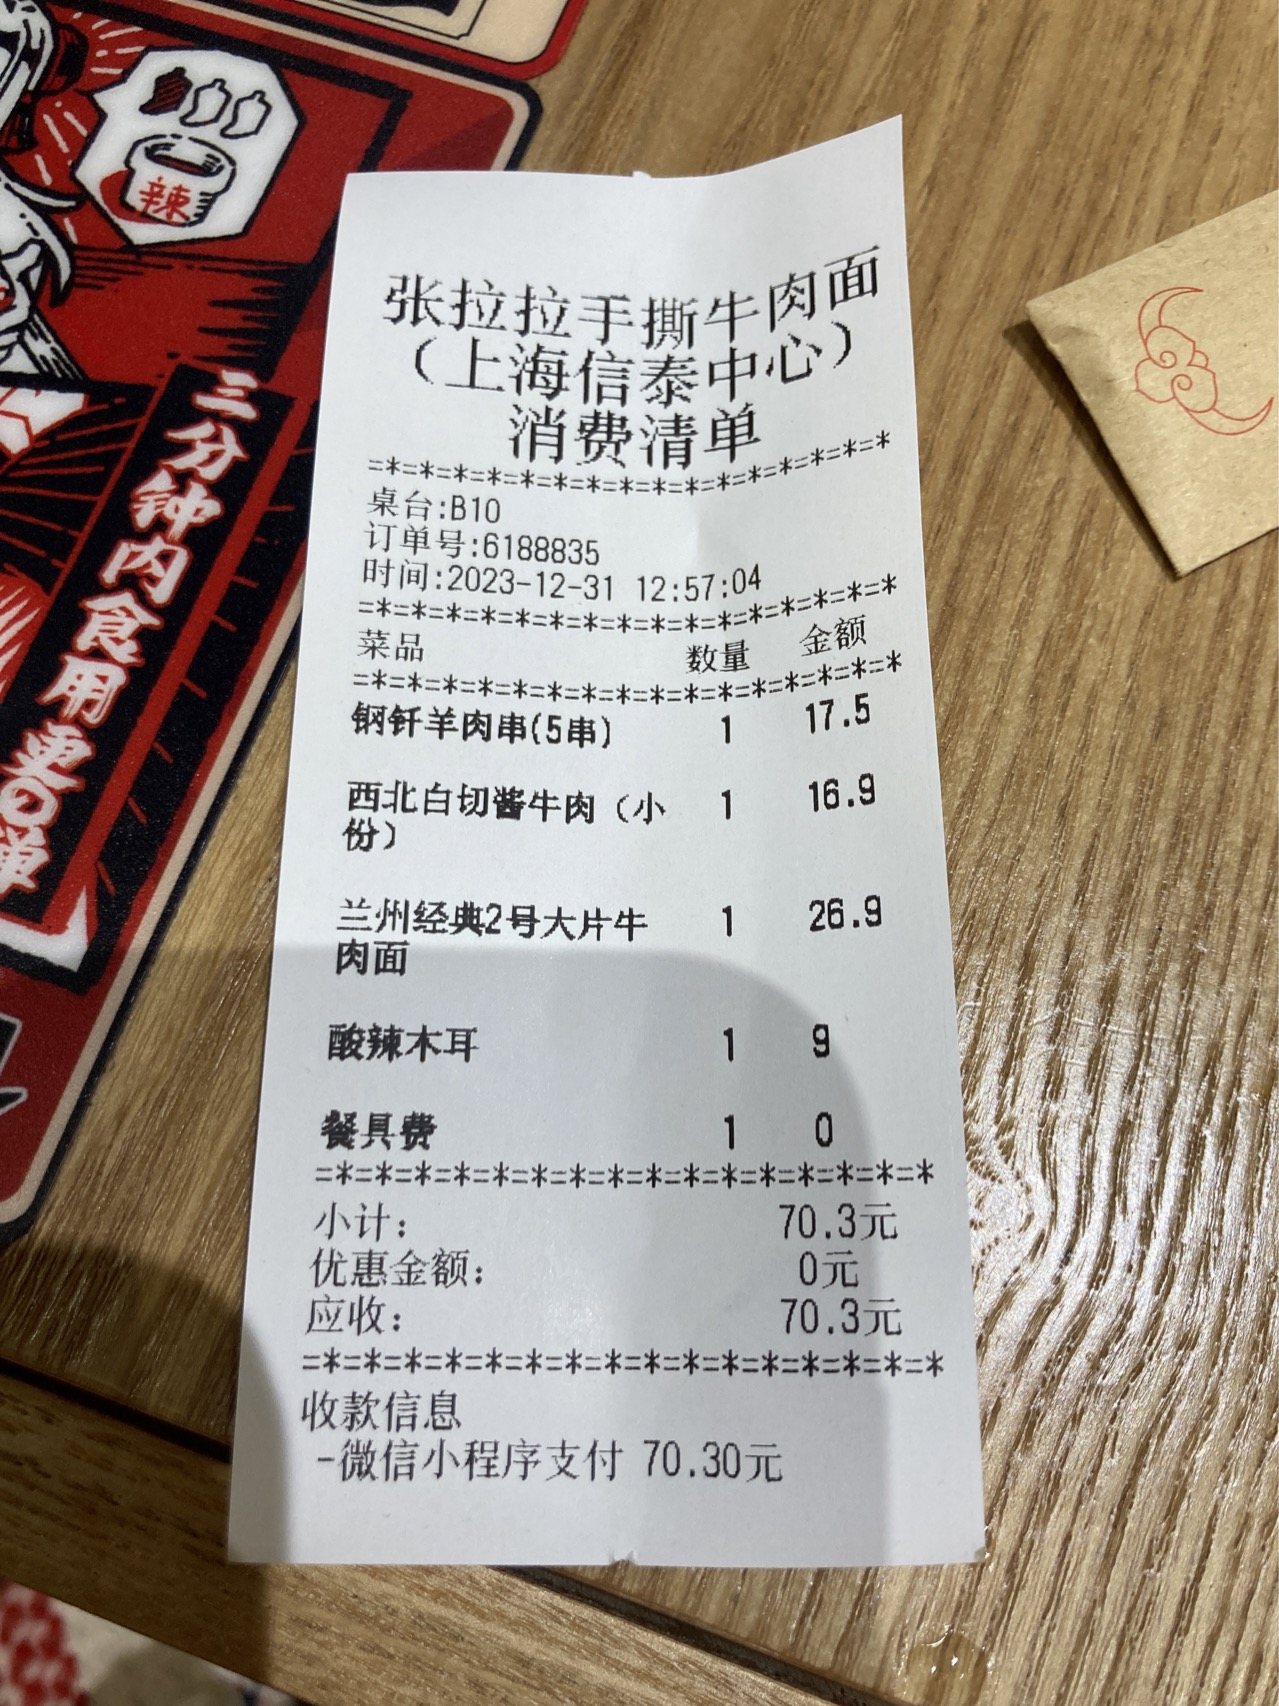 辣
三分钟内食用
张拉拉手撕牛肉面
（上海信泰中心）
消费清单
=*=*=*=*=*=*=*=*=*=*=*=*=*=*=*=*
桌台:B10
订单号:6188835
时间:2023-12-31 12:57:04
=*=*=*=*=*=*=*=*=*=*=*=*=*=*=*=*
菜品 数量 金额
=*=*=*=*=*=*=*=*=*=*=*=*=*=*=*=*
钢钎羊肉串(5串) 1 17.5
西北白切酱牛肉（小 1 16.9
份）
兰州经典2号大片牛 1 26.9
肉面
酸辣木耳 1 9
餐具费 1 0
=*=*=*=*=*=*=*=*=*=*=*=*=*=*=*=*
小计： 70.3元
优惠金额： 0元
应收： 70.3元
=*=*=*=*=*=*=*=*=*=*=*=*=*=*=*=*
收款信息
-微信小程序支付 70.30元